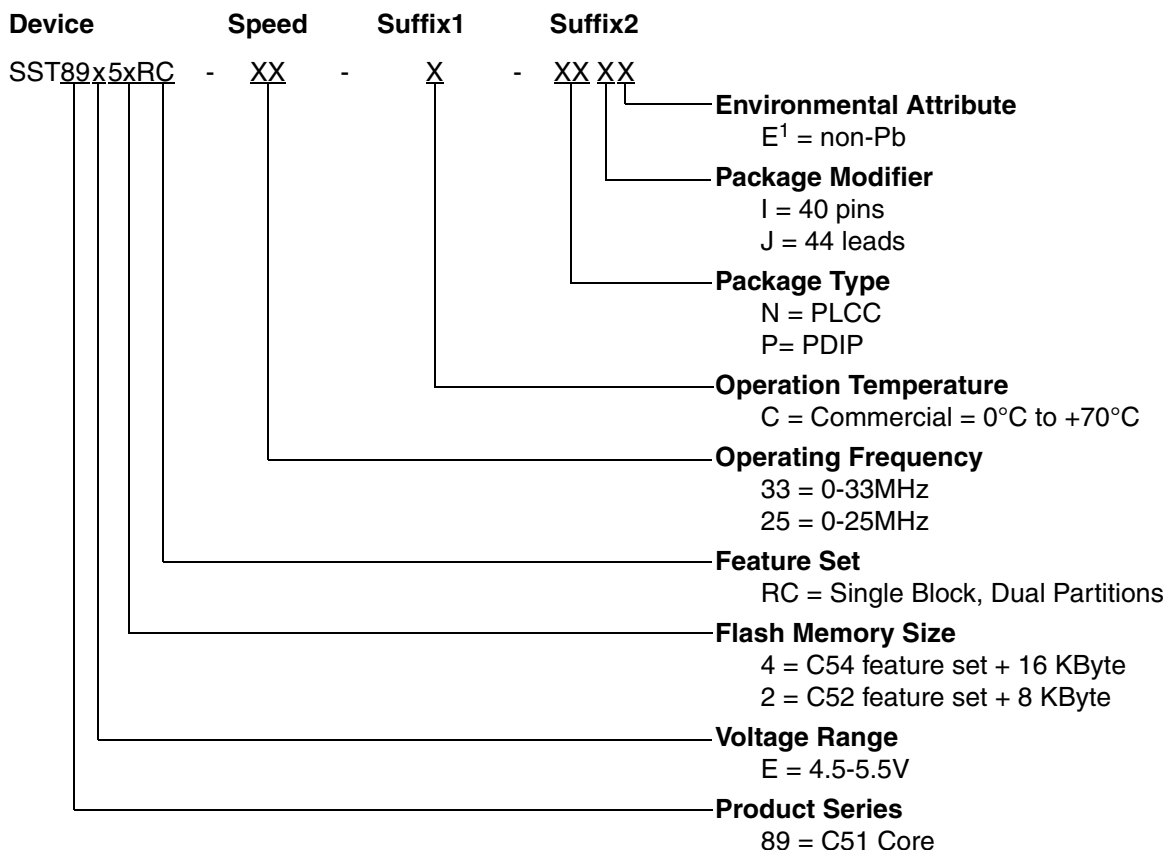 Device Speed Suffix1 Suffix2
SST89x5xRC - XX - X - XX X X
Environmental Attribute
E1 = non-Pb
Package Modifier
I = 40 pins
J = 44 leads
Package Type
N = PLCC
P= PDIP
Operation Temperature
C = Commercial = 0°C to +70°C
Operating Frequency
33 = 0-33MHz
25 = 0-25MHz
Feature Set
RC = Single Block, Dual Partitions
Flash Memory Size
4 = C54 feature set + 16 KByte
2 = C52 feature set + 8 KByte
Voltage Range
E = 4.5-5.5V
Product Series
89 = C51 Core